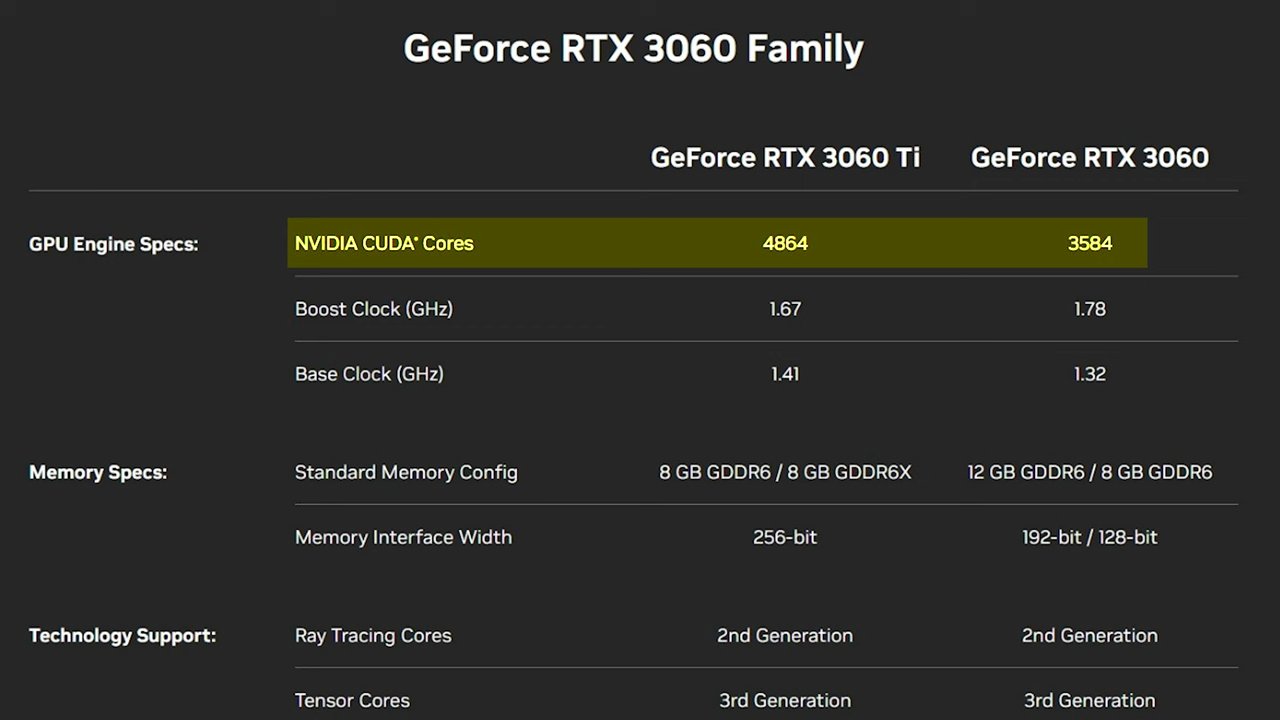 GeForce RTX 3060 Family
GeForce RTX 3060 Ti GeForce RTX 3060
GPU Engine Specs: NVIDIA CUDA® Cores 4864 3584
Boost Clock (GHz) 1.67 1.78
Base Clock (GHz) 1.41 1.32
Memory Specs: Standard Memory Config 8 GB GDDR6 / 8 GB GDDR6X 12 GB GDDR6 / 8 GB GDDR6
Memory Interface Width 256-bit 192-bit / 128-bit
Technology Support: Ray Tracing Cores 2nd Generation 2nd Generation
Tensor Cores 3rd Generation 3rd Generation